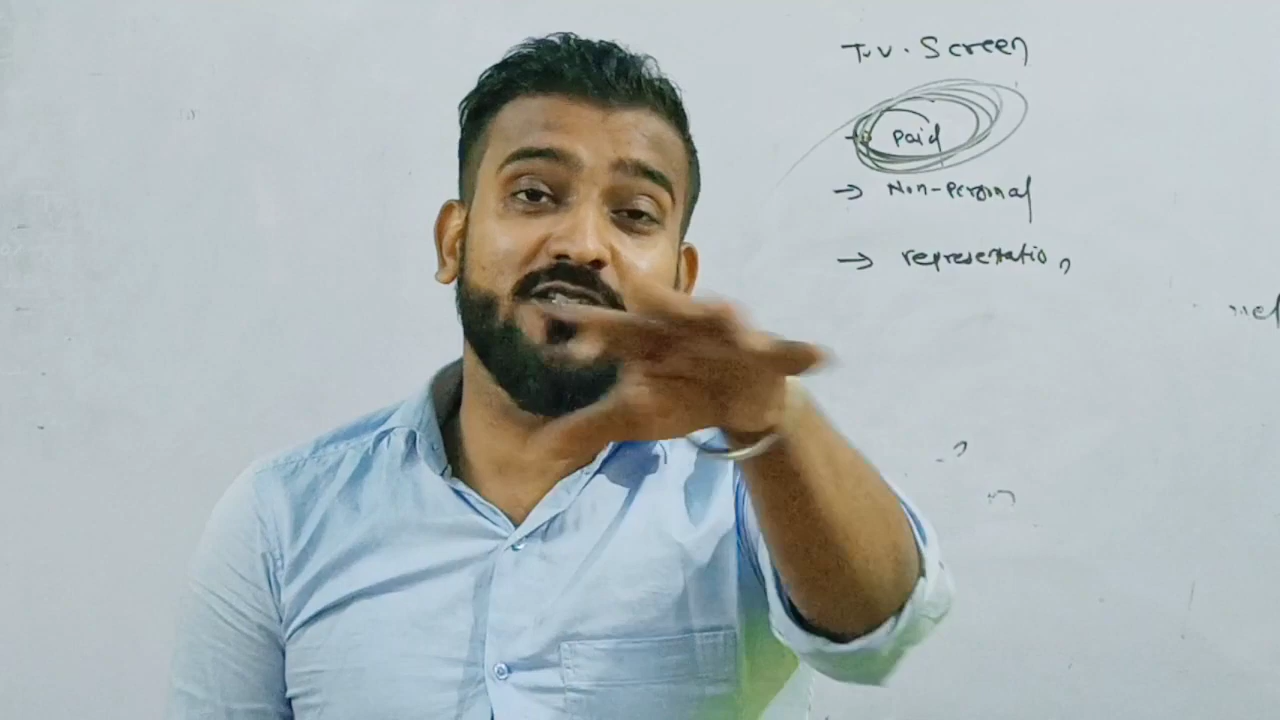 T.V. Screen
→ Paid
→ Non-personal
→ representation